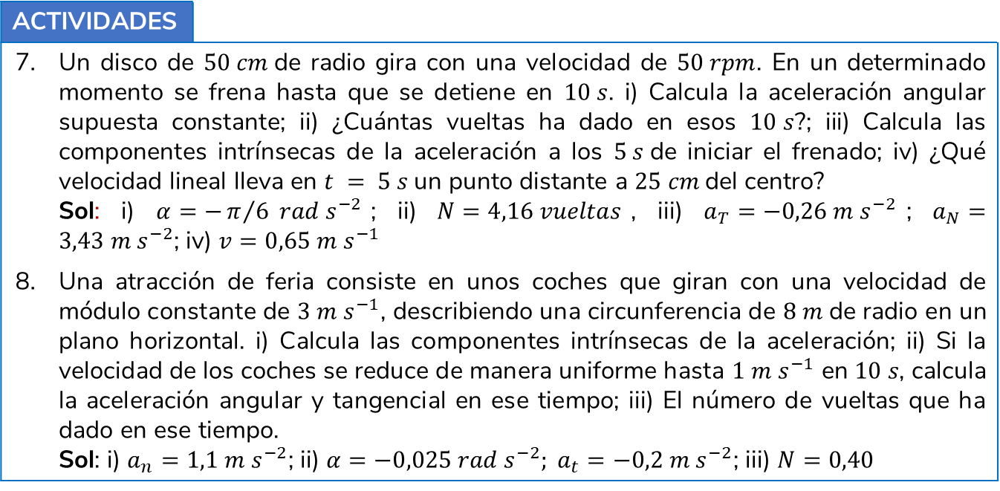 ACTIVIDADES
7. Un disco de 50 cm de radio gira con una velocidad de 50 rpm. En un determinado
momento se frena hasta que se detiene en 10 s. i) Calcula la aceleración angular
supuesta constante; ii) ¿Cuántas vueltas ha dado en esos 10 s?; iii) Calcula las
componentes intrínsecas de la aceleración a los 5 s de iniciar el frenado; iv) ¿Qué
velocidad lineal lleva en t = 5 s un punto distante a 25 cm del centro?
Sol: i) α = − π/6 rad s⁻² ; ii) N = 4,16 vueltas , iii) a_T = −0,26 m s⁻² ; a_N =
3,43 m s⁻²; iv) v = 0,65 m s⁻¹
8. Una atracción de feria consiste en unos coches que giran con una velocidad de
módulo constante de 3 m s⁻¹, describiendo una circunferencia de 8 m de radio en un
plano horizontal. i) Calcula las componentes intrínsecas de la aceleración; ii) Si la
velocidad de los coches se reduce de manera uniforme hasta 1 m s⁻¹ en 10 s, calcula
la aceleración angular y tangencial en ese tiempo; iii) El número de vueltas que ha
dado en ese tiempo.
Sol: i) a_n = 1,1 m s⁻²; ii) α = −0,025 rad s⁻²; a_t = −0,2 m s⁻²; iii) N = 0,40